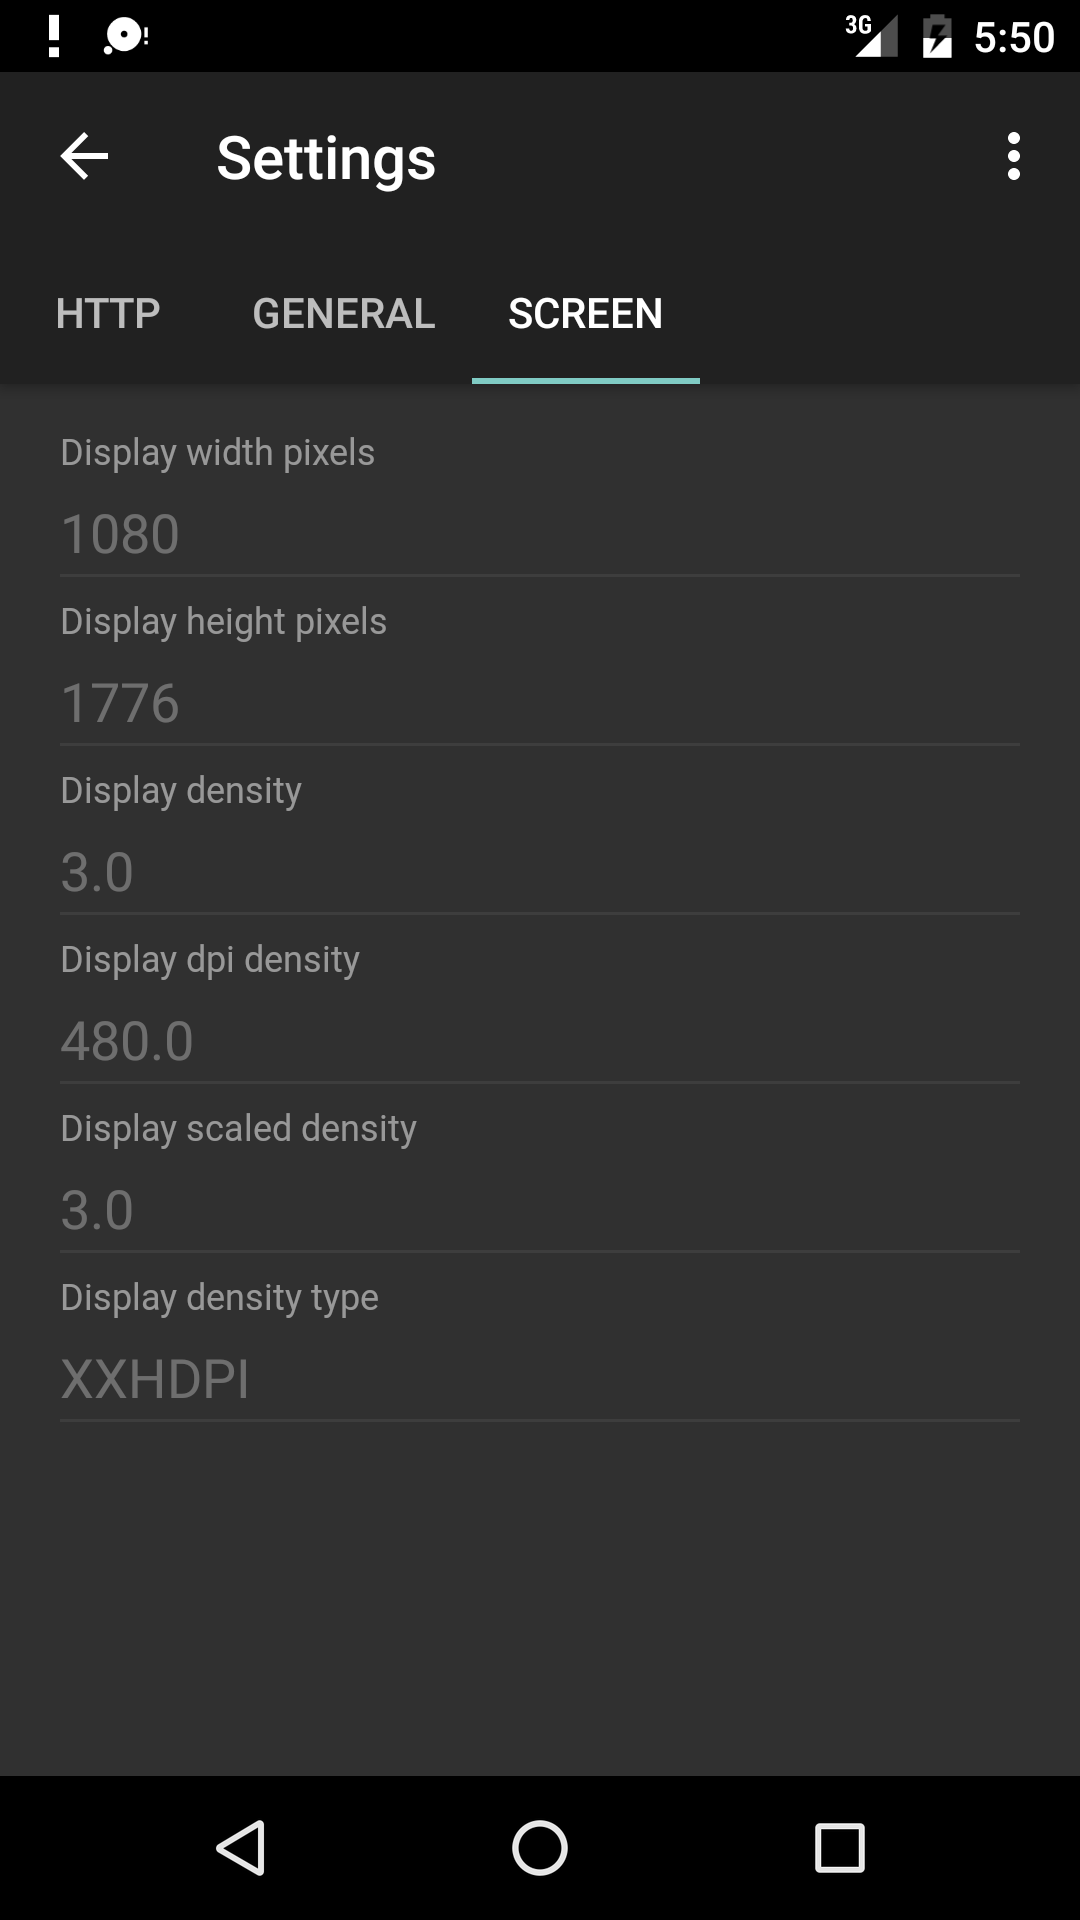 3G 5:50
Settings
HTTP GENERAL SCREEN
Display width pixels
1080
Display height pixels
1776
Display density
3.0
Display dpi density
480.0
Display scaled density
3.0
Display density type
XXHDPI